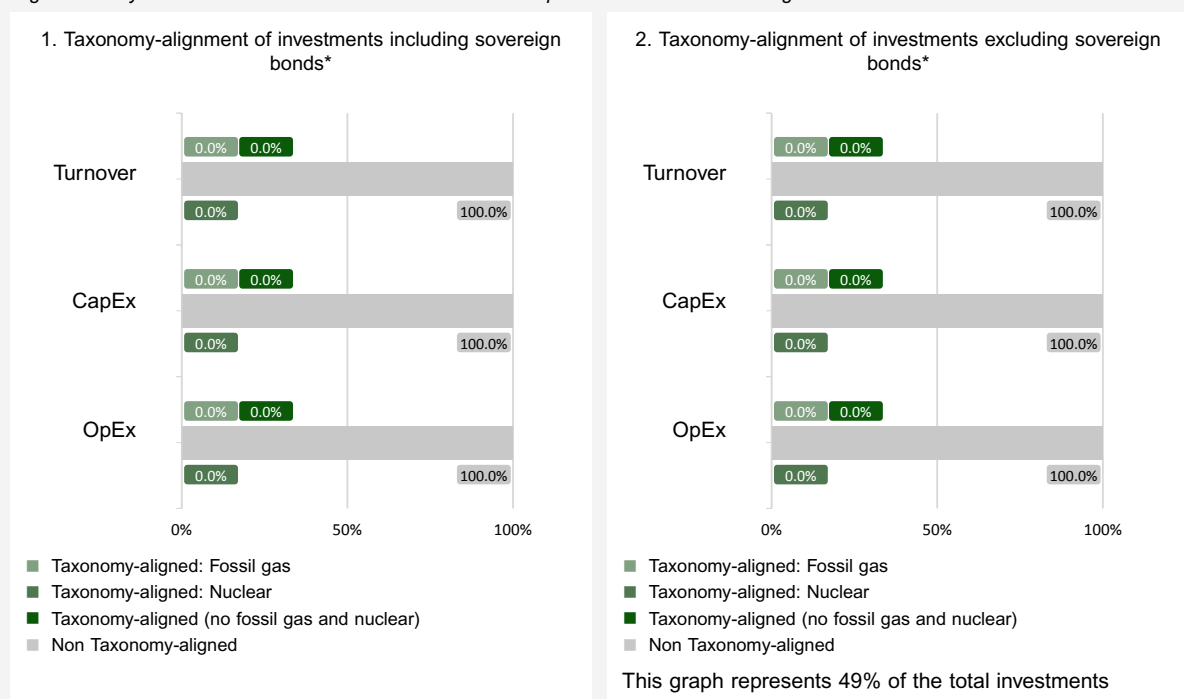 1. Taxonomy-alignment of investments including sovereign
bonds*
Turnover
0.0% 0.0%
0.0% 100.0%
CapEx
0.0% 0.0%
0.0% 100.0%
OpEx
0.0% 0.0%
0.0% 100.0%
0% 50% 100%
Taxonomy-aligned: Fossil gas
Taxonomy-aligned: Nuclear
Taxonomy-aligned (no fossil gas and nuclear)
Non Taxonomy-aligned
2. Taxonomy-alignment of investments excluding sovereign
bonds*
Turnover
0.0% 0.0%
0.0% 100.0%
CapEx
0.0% 0.0%
0.0% 100.0%
OpEx
0.0% 0.0%
0.0% 100.0%
0% 50% 100%
Taxonomy-aligned: Fossil gas
Taxonomy-aligned: Nuclear
Taxonomy-aligned (no fossil gas and nuclear)
Non Taxonomy-aligned
This graph represents 49% of the total investments